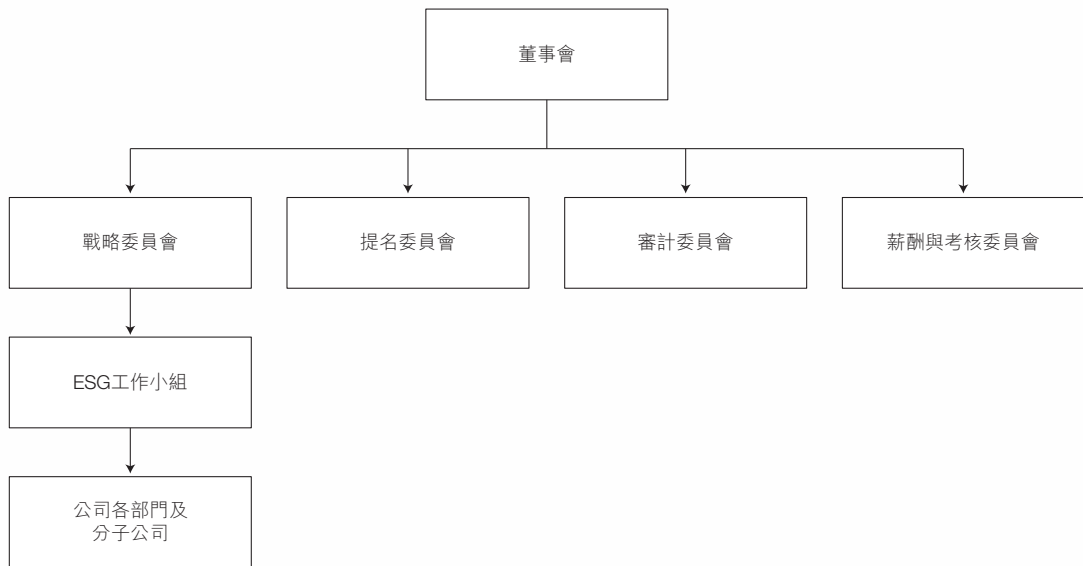 董事會
戰略委員會
提名委員會
審計委員會
薪酬與考核委員會
ESG工作小組
公司各部門及
分子公司